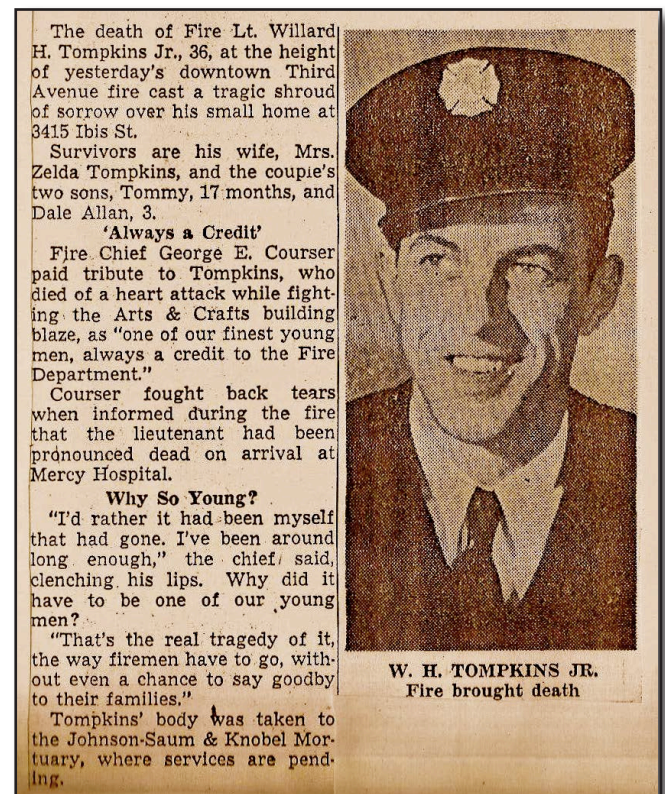 The death of Fire Lt. Willard
H. Tompkins Jr., 36, at the height
of yesterday's downtown Third
Avenue fire cast a tragic shroud
of sorrow over his small home at
3415 Ibis St.
Survivors are his wife, Mrs.
Zelda Tompkins, and the coupie's
two sons, Tommy, 17 months, and
Dale Allan, 3.
'Always a Credit'
Fire Chief George E. Courser
paid tribute to Tompkins, who
died of a heart attack while fight-
ing the Arts & Crafts building
blaze, as "one of our finest young
men, always a credit to the Fire
Department."
Courser fought back tears
when informed during the fire
that the lieutenant had been
pronounced dead on arrival at
Mercy Hospital.
Why So Young?
"I'd rather it had been myself
that had gone. I've been around
long enough," the chief said,
clenching his lips. Why did it
have to be one of our young
men?
"That's the real tragedy of it,
the way firemen have to go, with-
out even a chance to say goodby
to their families."
Tompkins' body was taken to
the Johnson-Saum & Knobel Mor-
tuary, where services are pend-
ing.
W. H. TOMPKINS JR.
Fire brought death